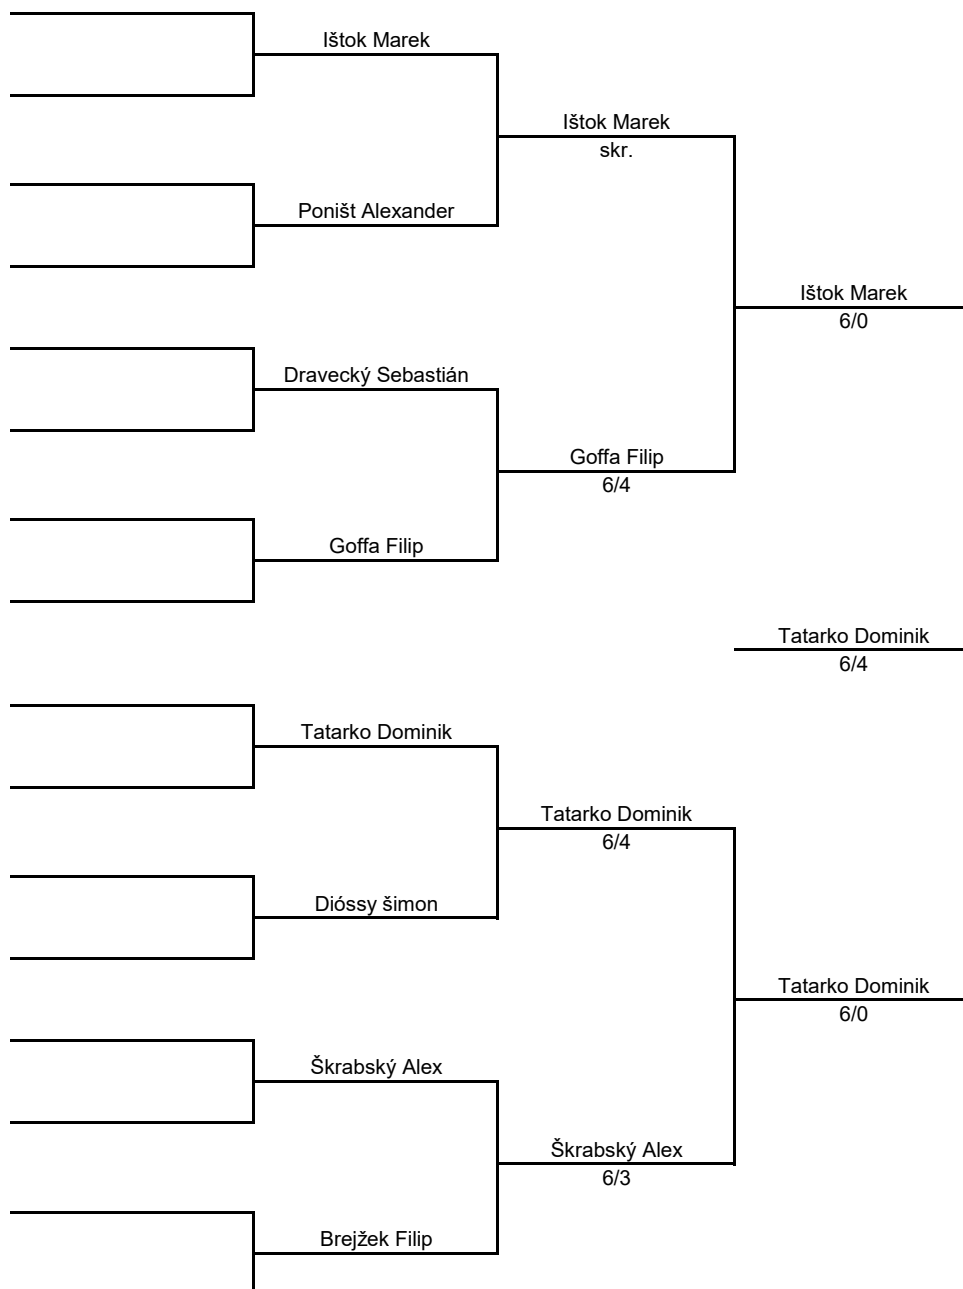 Ištok Marek
Ištok Marek
skr.
Poništ Alexander
Ištok Marek
6/0
Dravecký Sebastián
Goffa Filip
6/4
Goffa Filip
Tatarko Dominik
6/4
Tatarko Dominik
Tatarko Dominik
6/4
Dióssy šimon
Tatarko Dominik
6/0
Škrabský Alex
Škrabský Alex
6/3
Brejžek Filip